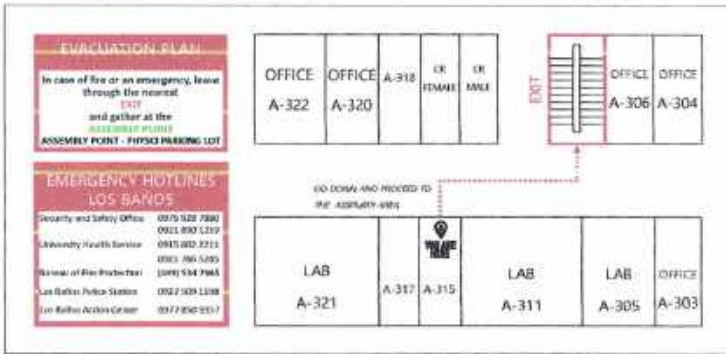 EVACUATION PLAN
In case of fire or an emergency, leave
through the nearest
EXIT
and gather at the
ASSEMBLY POINT
ASSEMBLY POINT - PHYSCI PARKING LOT
EMERGENCY HOTLINES
LOS BAÑOS
Security and Safety Office
University Health Service
Bureau of Fire Protection
Los Baños Police Station
Los Baños Action Center
OFFICE
A-322
OFFICE
A-320
A-318
CR
FEMALE
CR
MALE
EXIT
OFFICE
A-306
OFFICE
A-304
GO DOWN AND PROCEED TO
THE ASSEMBLY AREA
YOU ARE
HERE
LAB
A-321
A-317
A-315
LAB
A-311
LAB
A-305
OFFICE
A-303